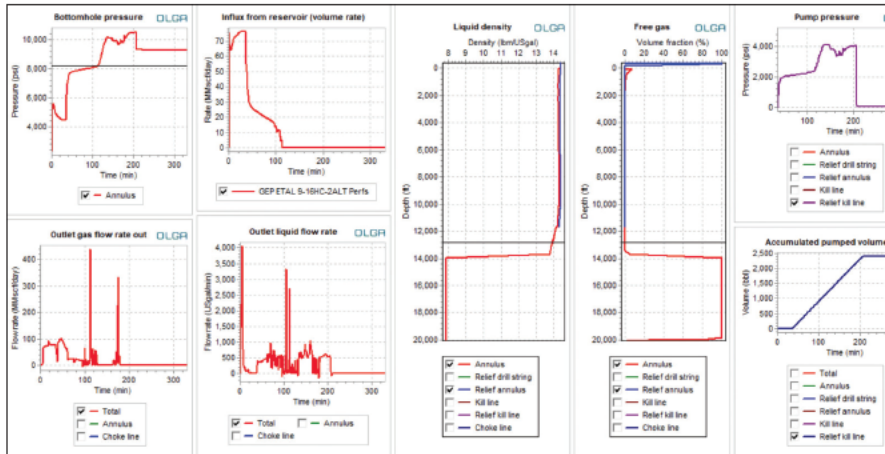 Bottomhole pressure OLGA
10,000
8,000
6,000
4,000
Pressure (psi)
0 100 200 300
Time (min)
Annulus
Influx from reservoir (volume rate)
70
60
50
40
30
20
10
0
Rate (MMscf/day)
0 100 200 300
Time (min)
GEPETAL 9-16HC-2ALT Perfs
Outlet gas flow rate out OLGA
400
300
200
100
0
Flow rate (MMscf/day)
0 100 200 300
Time (min)
Total
Annulus
Choke line
Outlet liquid flow rate OLGA
4,000
3,500
3,000
2,500
2,000
1,500
1,000
500
0
Flow rate (USgal/min)
0 100 200 300
Time (min)
Total Annulus
Choke line
Liquid density OLGA
Density (lbm/USgal)
8 9 10 11 12 13 14
0
2,000
4,000
6,000
8,000
10,000
12,000
14,000
16,000
18,000
20,000
Depth (ft)
Annulus
Relief drill string
Relief annulus
Kill line
Relief kill line
Choke line
Free gas OLGA
Volume fraction (%)
0 20 40 60 80 100
0
2,000
4,000
6,000
8,000
10,000
12,000
14,000
16,000
18,000
20,000
Depth (ft)
Annulus
Relief drill string
Relief annulus
Kill line
Relief kill line
Choke line
Pump pressure OLGA
4,000
2,000
0
Pressure (psi)
100 200 300
Time (min)
Annulus
Relief drill string
Relief annulus
Kill line
Relief kill line
Accumulated pumped volume
2,500
2,000
1,500
1,000
500
0
Volume (bbl)
0 100 200
Time (min)
Total
Annulus
Relief drill string
Relief annulus
Kill line
Relief kill line